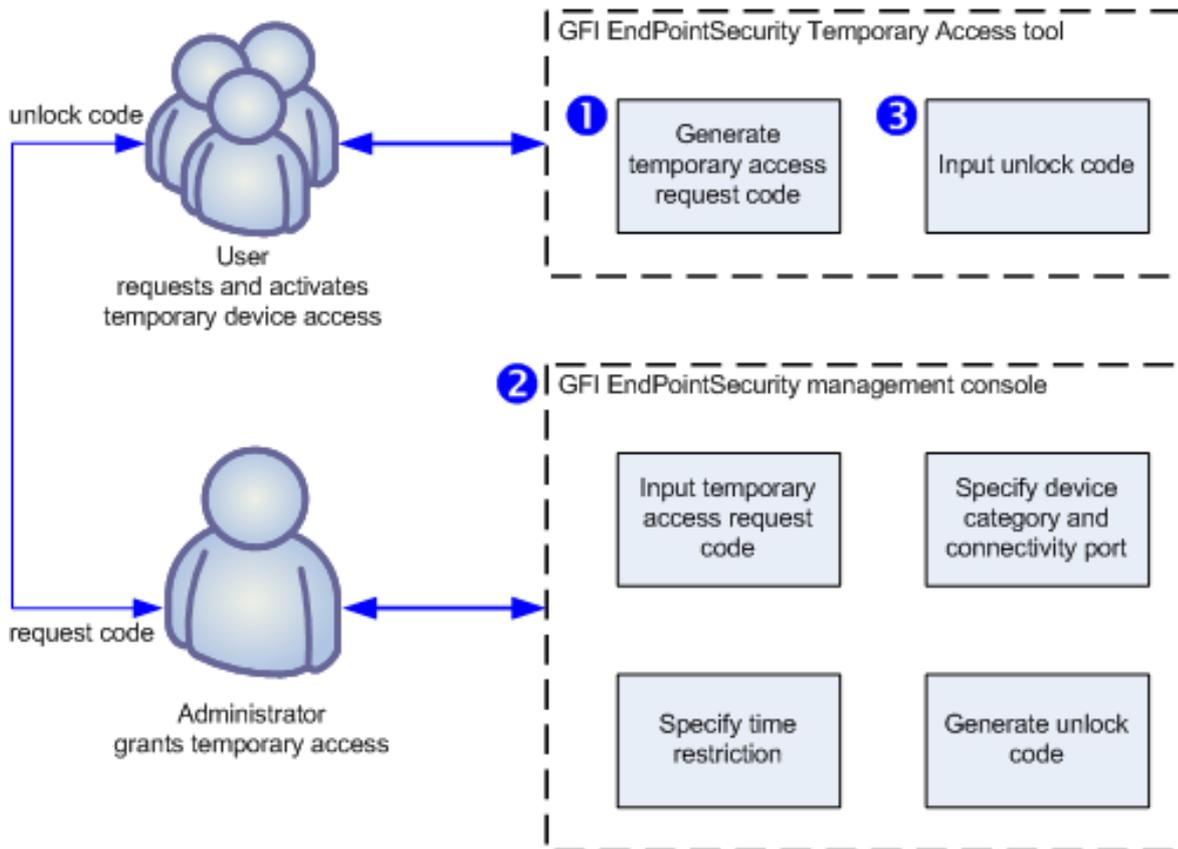 GFI EndPointSecurity Temporary Access tool
unlock code
1
Generate
temporary access
request code
3
Input unlock code
User
requests and activates
temporary device access
2
GFI EndPointSecurity management console
Input temporary
access request
code
Specify device
category and
connectivity port
request code
Administrator
grants temporary access
Specify time
restriction
Generate unlock
code